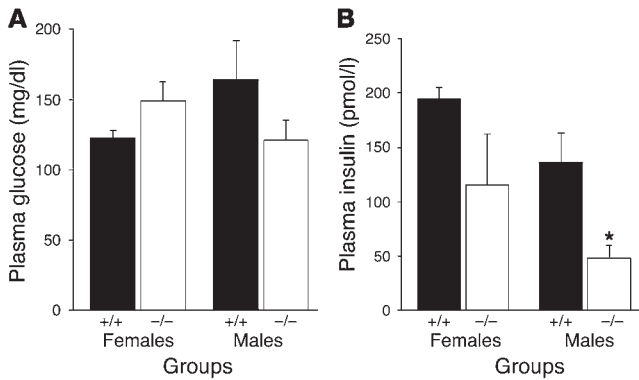 A
Plasma glucose (mg/dl)
200
150
100
50
0
+/+ –/– +/+ –/–
Females Males
Groups
B
Plasma insulin (pmol/l)
250
200
150
100
50
0
*
+/+ –/– +/+ –/–
Females Males
Groups